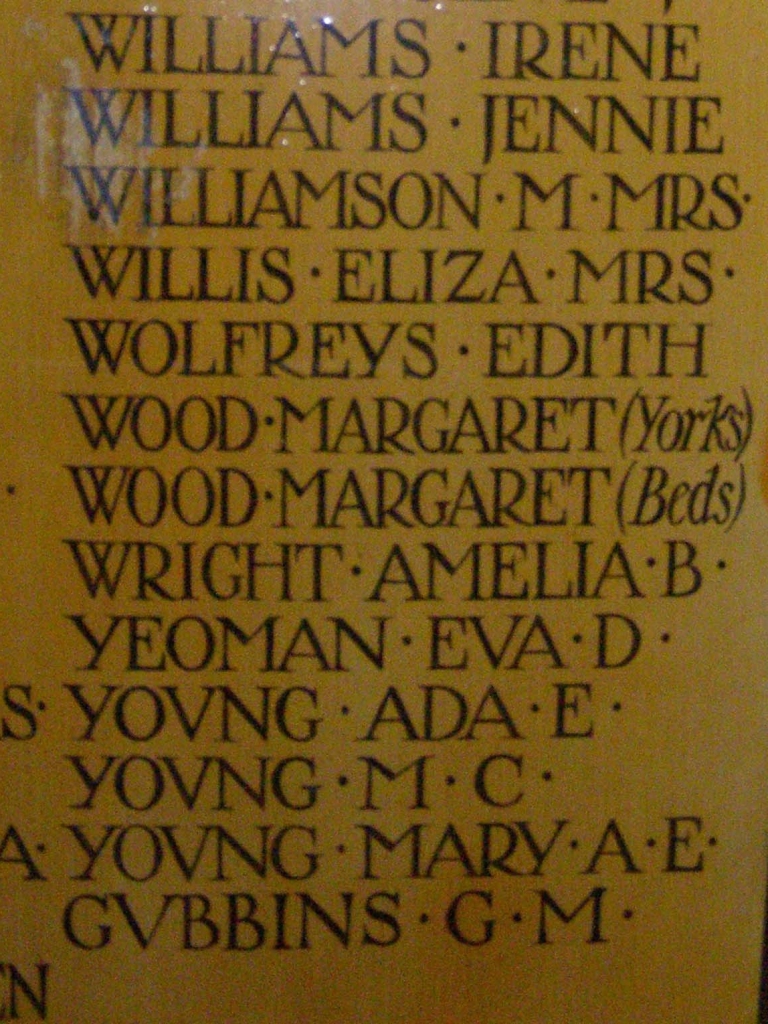 WILLIAMS · IRENE
WILLIAMS · JENNIE
WILLIAMSON · M · MRS ·
WILLIS · ELIZA · MRS ·
WOLFREYS · EDITH
WOOD · MARGARET (Yorks)
WOOD · MARGARET (Beds)
WRIGHT · AMELIA · B ·
YEOMAN · EVA · D ·
S · YOVNG · ADA · E ·
YOVNG · M · C ·
A · YOVNG · MARY · A · E ·
GVBBINS · G · M ·
EN